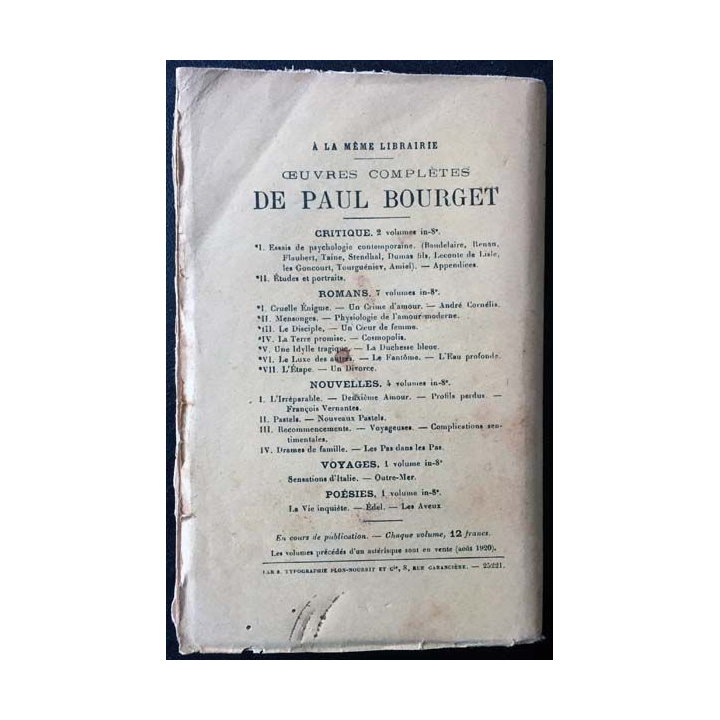 À LA MÊME LIBRAIRIE
ŒUVRES COMPLÈTES
DE PAUL BOURGET
CRITIQUE, 2 volumes in-8°.
*I. Essais de psychologie contemporaine. (Baudelaire, Renan,
Flaubert, Taine, Stendhal, Dumas fils, Leconte de Lisle,
les Goncourt, Tourguéniev, Amiel). — Appendices.
*II. Études et portraits.
ROMANS, 7 volumes in-8°.
*I. Cruelle Énigme. — Un Crime d'amour. — André Cornélis.
*II. Mensonges. — Physiologie de l'amour moderne.
*III. Le Disciple. — Un Cœur de femme.
*IV. La Terre promise. — Cosmopolis.
*V. Une Idylle tragique. — La Duchesse bleue.
*VI. Le Luxe des autres. — Le Fantôme. — L'Eau profonde.
*VII. L'Étape. — Un Divorce.
NOUVELLES, 4 volumes in-8°.
I. L'Irréparable. — Deuxième Amour. — Profils perdus. —
François Vernantes.
II. Pastels. — Nouveaux Pastels.
III. Recommencements. — Voyageuses. — Complications sen-
timentales.
IV. Drames de famille. — Les Pas dans les Pas.
VOYAGES, 1 volume in-8°.
Sensations d'Italie. — Outre-Mer.
POÉSIES, 1 volume in-8°.
La Vie inquiète. — Édel. — Les Aveux
En cours de publication. — Chaque volume, 12 francs.
Les volumes précédés d'un astérisque sont en vente (août 1920).
TYPOGRAPHIE PLON-NOURRIT ET Cie, 8, RUE GARANCIÈRE. — 25221.